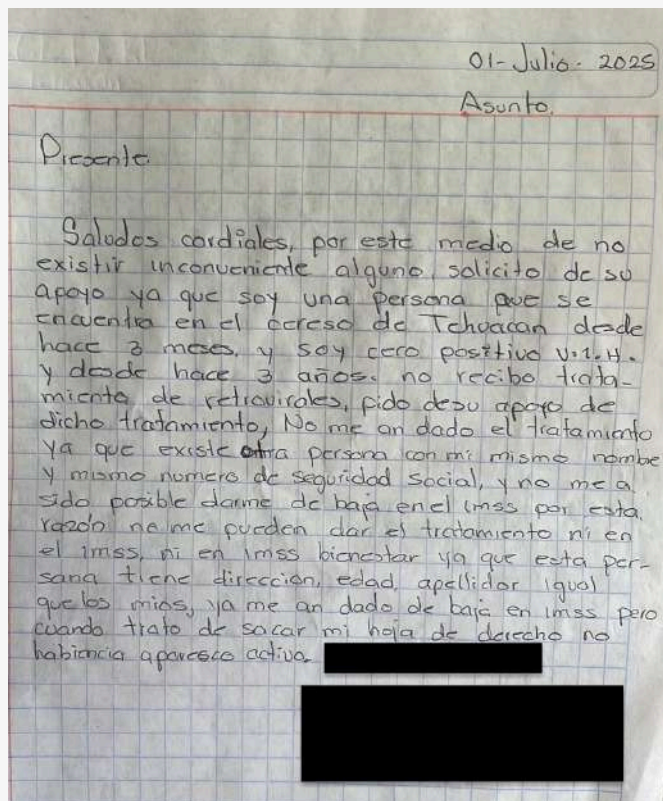 01-Julio-2025
Asunto.
Presente.
Saludos cordiales, por este medio de no
existir inconveniente alguno solicito de su
apoyo ya que soy una persona que se
encuentra en el cereso de Tehuacan desde
hace 3 meses, y soy cero positivo V.I.H.
y desde hace 3 años. no recibo trata-
miento de retrovirales, pido desu apoyo de
dicho tratamiento, No me an dado el tratamiento
ya que existe otra persona con mi mismo nombre
y mismo numero de seguridad social, y no me a
sido posible darme de baja en el imss por esta
razón no me pueden dar el tratamiento ni en
el imss, ni en imss bienestar ya que esta per-
sana tiene dirección, edad, apellidor igual
que los mios, ya me an dado de baja en imss pero
cuando trato de sacar mi hoja de derecho no
habiencia aparesco activa.